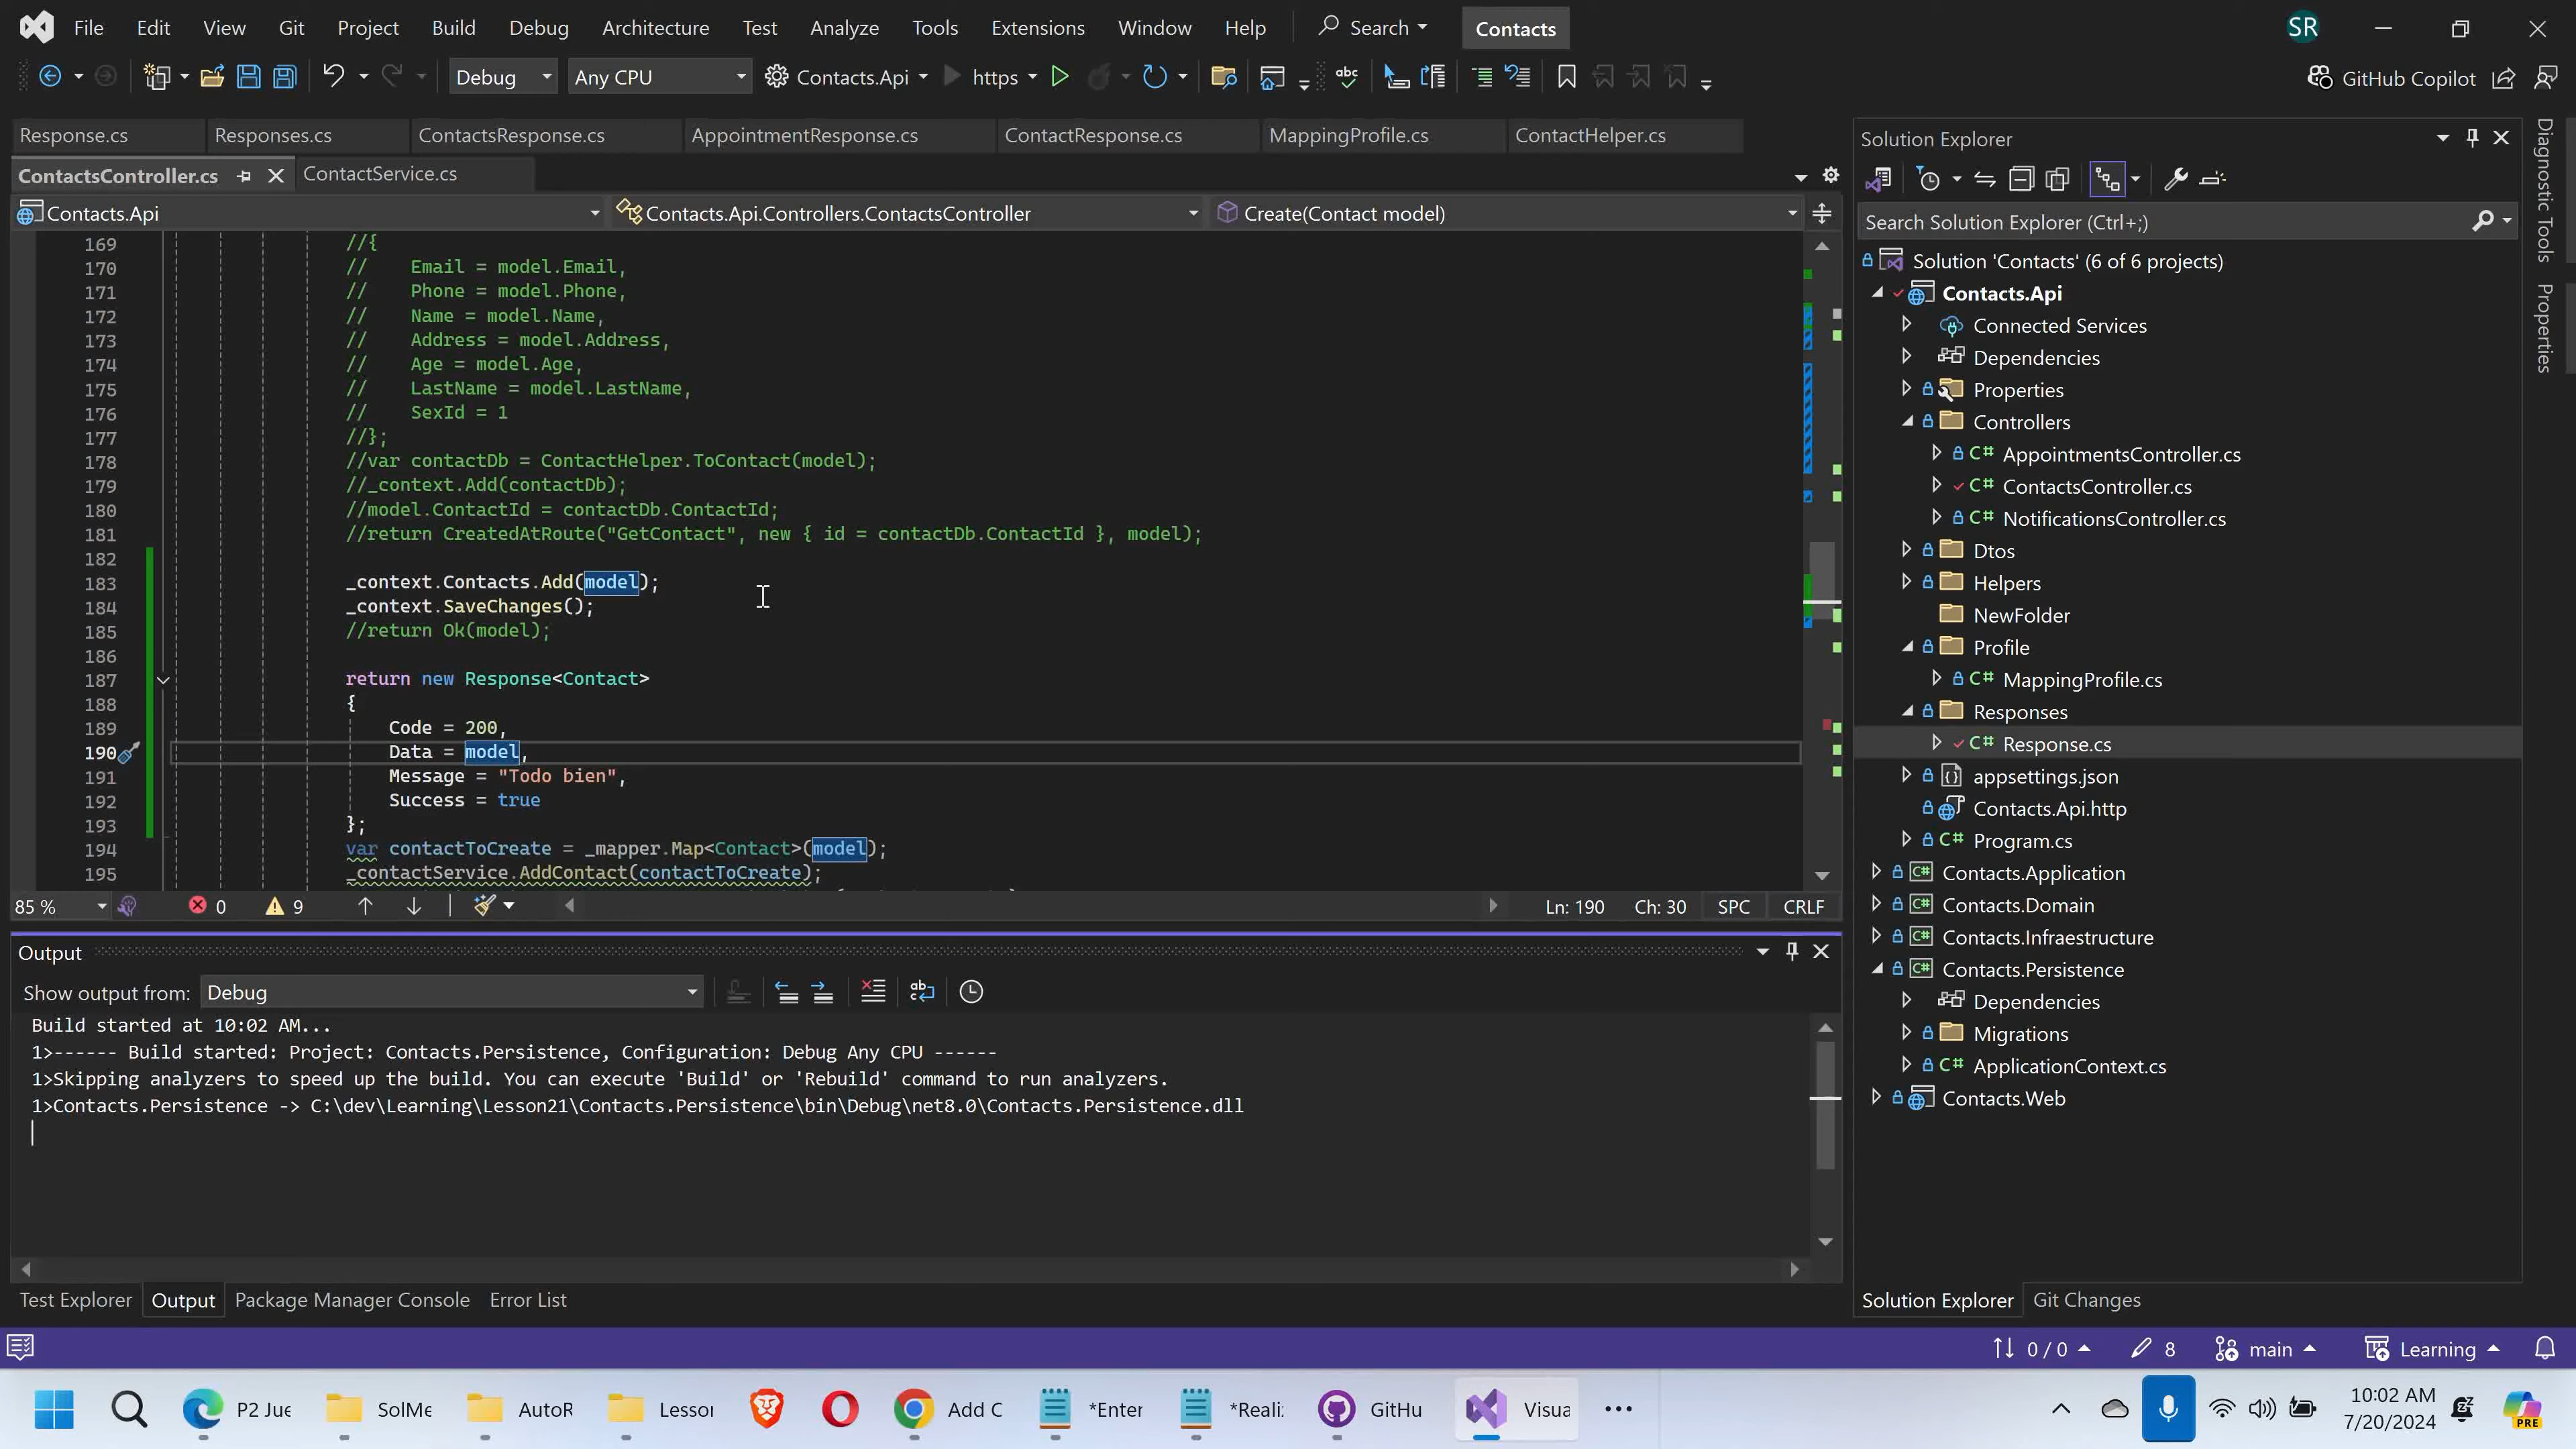 File Edit View Git Project Build Debug Architecture Test Analyze Tools Extensions Window Help Search Contacts SR
Debug Any CPU Contacts.Api https GitHub Copilot
Response.cs Responses.cs ContactsResponse.cs AppointmentResponse.cs ContactResponse.cs MappingProfile.cs ContactHelper.cs
ContactsController.cs ContactService.cs
Contacts.Api Contacts.Api.Controllers.ContactsController Create(Contact model)
169 //{
170 // Email = model.Email,
171 // Phone = model.Phone,
172 // Name = model.Name,
173 // Address = model.Address,
174 // Age = model.Age,
175 // LastName = model.LastName,
176 // SexId = 1
177 //};
178 //var contactDb = ContactHelper.ToContact(model);
179 //_context.Add(contactDb);
180 //model.ContactId = contactDb.ContactId;
181 //return CreatedAtRoute("GetContact", new { id = contactDb.ContactId }, model);
182
183 _context.Contacts.Add(model);
184 _context.SaveChanges();
185 //return Ok(model);
186
187 return new Response<Contact>
188 {
189 Code = 200,
190 Data = model,
191 Message = "Todo bien",
192 Success = true
193 };
194 var contactToCreate = _mapper.Map<Contact>(model);
195 _contactService.AddContact(contactToCreate);
85 % 0 9 Ln: 190 Ch: 30 SPC CRLF
Output
Show output from: Debug
Build started at 10:02 AM...
1>------ Build started: Project: Contacts.Persistence, Configuration: Debug Any CPU ------
1>Skipping analyzers to speed up the build. You can execute 'Build' or 'Rebuild' command to run analyzers.
1>Contacts.Persistence -> C:\dev\Learning\Lesson21\Contacts.Persistence\bin\Debug\net8.0\Contacts.Persistence.dll
Test Explorer Output Package Manager Console Error List
Solution Explorer
Search Solution Explorer (Ctrl+;)
Solution 'Contacts' (6 of 6 projects)
Contacts.Api
Connected Services
Dependencies
Properties
Controllers
C# AppointmentsController.cs
C# ContactsController.cs
C# NotificationsController.cs
Dtos
Helpers
NewFolder
Profile
C# MappingProfile.cs
Responses
C# Response.cs
appsettings.json
Contacts.Api.http
C# Program.cs
C# Contacts.Application
C# Contacts.Domain
C# Contacts.Infraestructure
C# Contacts.Persistence
Dependencies
Migrations
C# ApplicationContext.cs
Contacts.Web
Solution Explorer Git Changes
Diagnostic Tools
Properties
0 / 0 8 main Learning
P2 Jue SolMe AutoR Lessor Add C *Enter *Reali: GitHu Visua
10:02 AM
7/20/2024
PRE